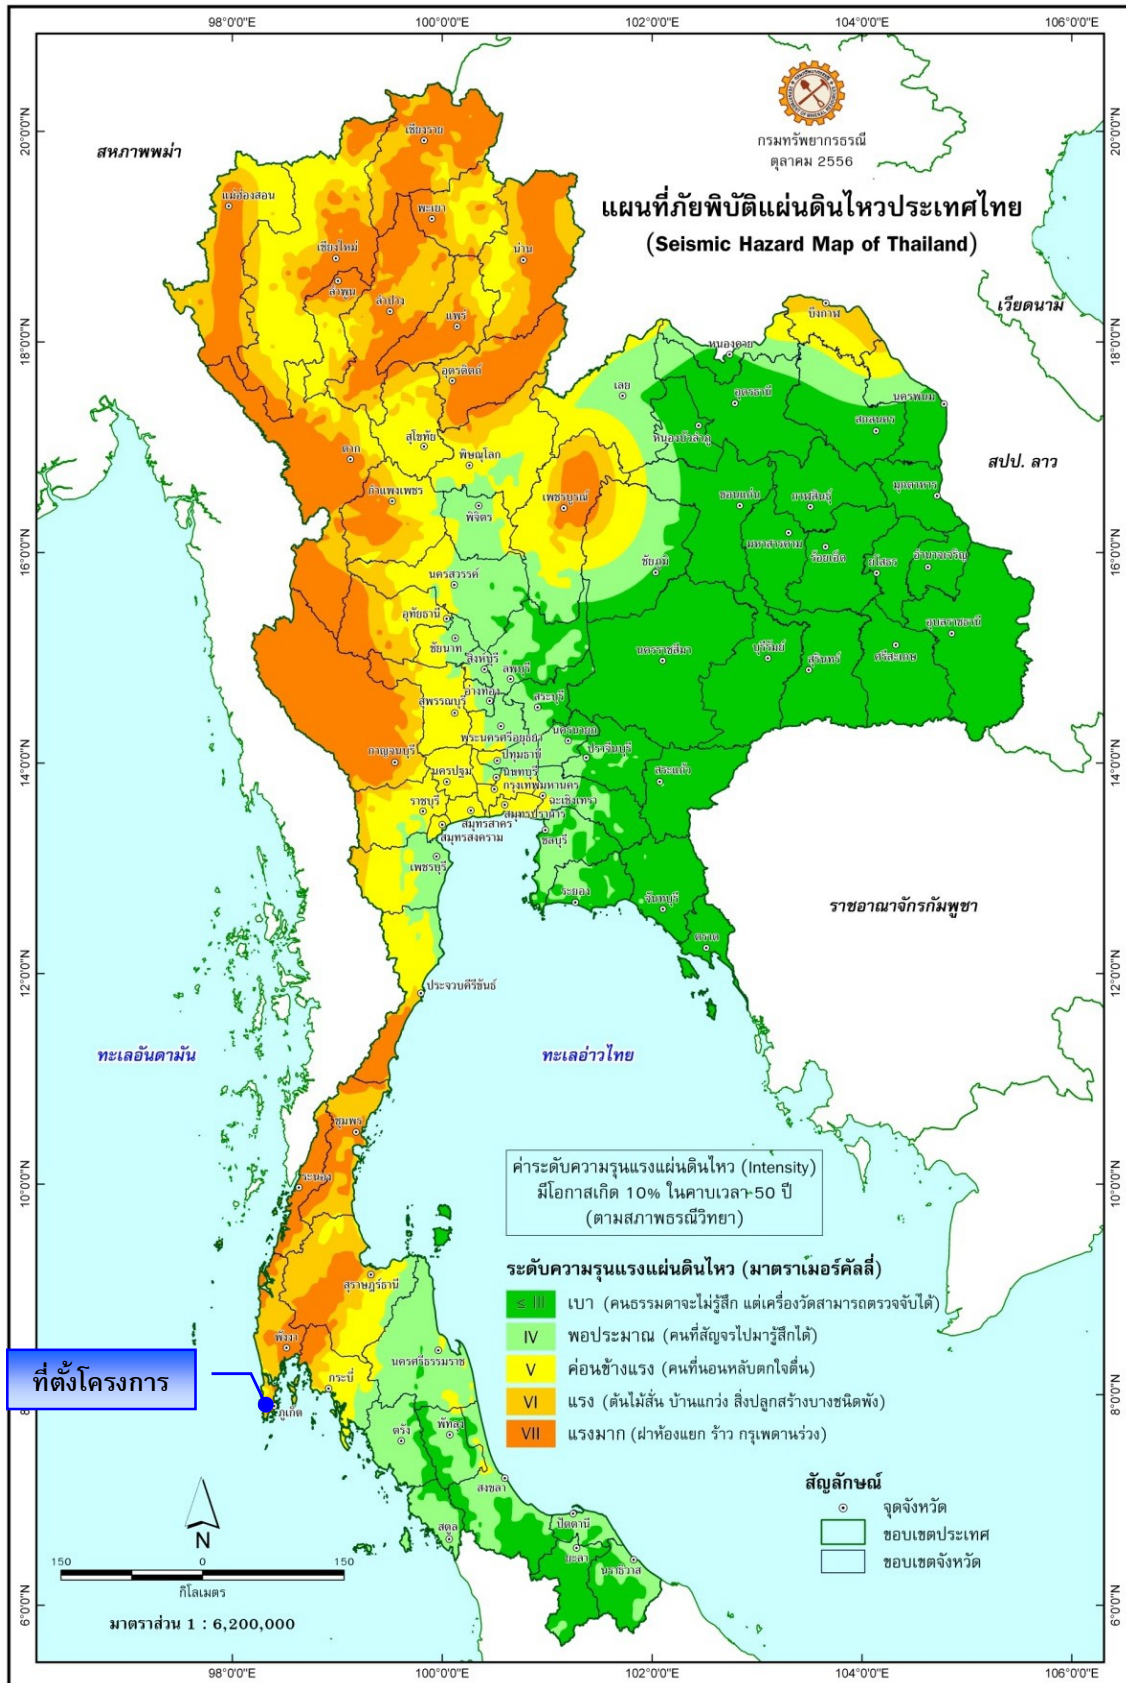 98°0'0"E
100°0'0"E
102°0'0"E
104°0'0"E
106°0'0"E
20°0'0"N
18°0'0"N
16°0'0"N
14°0'0"N
12°0'0"N
10°0'0"N
8°0'0"N
6°0'0"N
20°0'0"N
18°0'0"N
16°0'0"N
14°0'0"N
12°0'0"N
10°0'0"N
8°0'0"N
6°0'0"N
กรมทรัพยากรธรณี
ตุลาคม 2556
แผนที่ภัยพิบัติแผ่นดินไหวประเทศไทย
(Seismic Hazard Map of Thailand)
สหภาพพม่า
เวียดนาม
สปป. ลาว
ราชอาณาจักรกัมพูชา
ทะเลอันดามัน
ทะเลอ่าวไทย
เชียงราย
แม่ฮ่องสอน
พะเยา
เชียงใหม่
น่าน
ลำพูน
ลำปาง
แพร่
บึงกาฬ
หนองคาย
อุตรดิตถ์
เลย
อุดรธานี
นครพนม
สกลนคร
หนองบัวลำภู
สุโขทัย
ตาก
พิษณุโลก
กำแพงเพชร
พิจิตร
เพชรบูรณ์
ขอนแก่น
กาฬสินธุ์
มุกดาหาร
มหาสารคาม
ร้อยเอ็ด
ยโสธร
อำนาจเจริญ
ชัยภูมิ
นครสวรรค์
อุทัยธานี
ชัยนาท
อุบลราชธานี
สิงห์บุรี
ลพบุรี
นครราชสีมา
บุรีรัมย์
สุรินทร์
ศรีสะเกษ
อ่างทอง
สระบุรี
สุพรรณบุรี
พระนครศรีอยุธยา
นครนายก
ปราจีนบุรี
กาญจนบุรี
ปทุมธานี
สระแก้ว
นครปฐม
นนทบุรี
กรุงเทพมหานคร
ราชบุรี
ฉะเชิงเทรา
สมุทรปราการ
สมุทรสาคร
สมุทรสงคราม
ชลบุรี
เพชรบุรี
ระยอง
จันทบุรี
ตราด
ประจวบคีรีขันธ์
ชุมพร
ระนอง
สุราษฎร์ธานี
พังงา
นครศรีธรรมราช
กระบี่
ที่ตั้งโครงการ
ภูเก็ต
ตรัง
พัทลุง
สงขลา
สตูล
ปัตตานี
ยะลา
นราธิวาส
ค่าระดับความรุนแรงแผ่นดินไหว (Intensity)
มีโอกาสเกิด 10% ในคาบเวลา 50 ปี
(ตามสภาพธรณีวิทยา)
ระดับความรุนแรงแผ่นดินไหว (มาตราเมอร์คัลลี่)
≤ III เบา (คนธรรมดาจะไม่รู้สึก แต่เครื่องวัดสามารถตรวจจับได้)
IV พอประมาณ (คนที่สัญจรไปมารู้สึกได้)
V ค่อนข้างแรง (คนที่นอนหลับตกใจตื่น)
VI แรง (ต้นไม้สั่น บ้านแกว่ง สิ่งปลูกสร้างบางชนิดพัง)
VII แรงมาก (ฝาห้องแยก ร้าว กรุเพดานร่วง)
สัญลักษณ์
จุดจังหวัด
ขอบเขตประเทศ
ขอบเขตจังหวัด
N
150 0 150
กิโลเมตร
มาตราส่วน 1 : 6,200,000
98°0'0"E
100°0'0"E
102°0'0"E
104°0'0"E
106°0'0"E